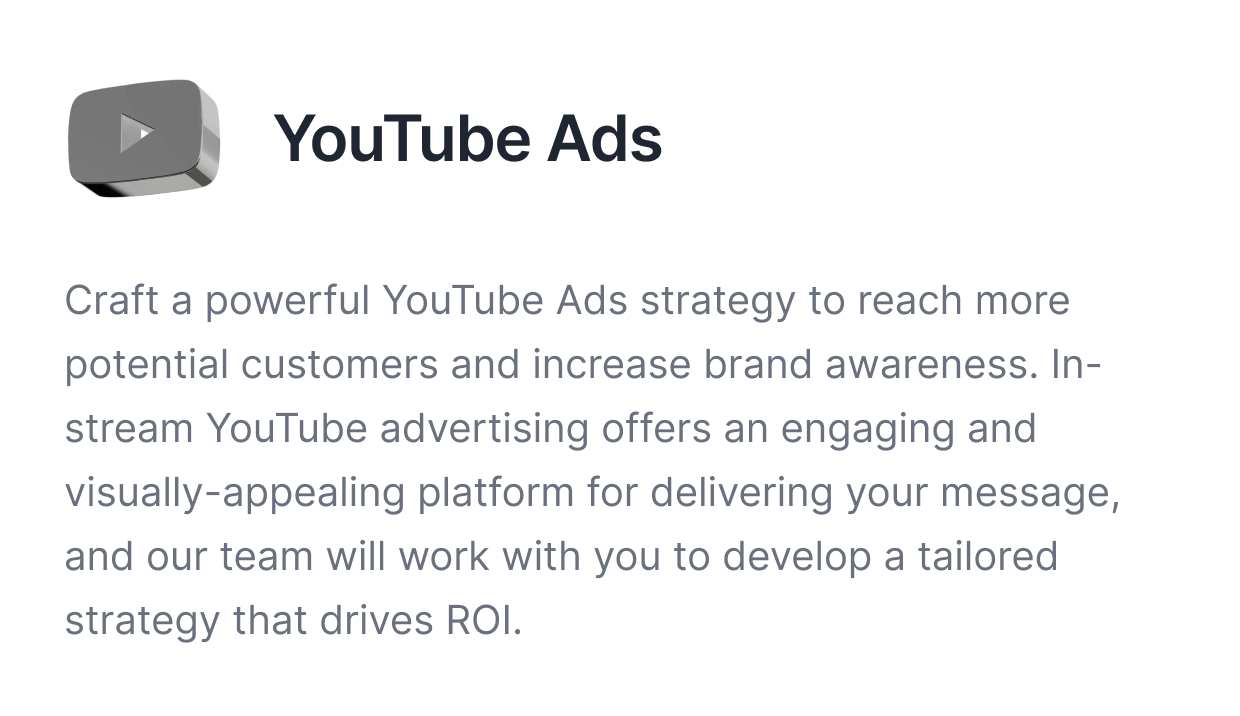 YouTube Ads
Craft a powerful YouTube Ads strategy to reach more
potential customers and increase brand awareness. In-
stream YouTube advertising offers an engaging and
visually-appealing platform for delivering your message,
and our team will work with you to develop a tailored
strategy that drives ROI.